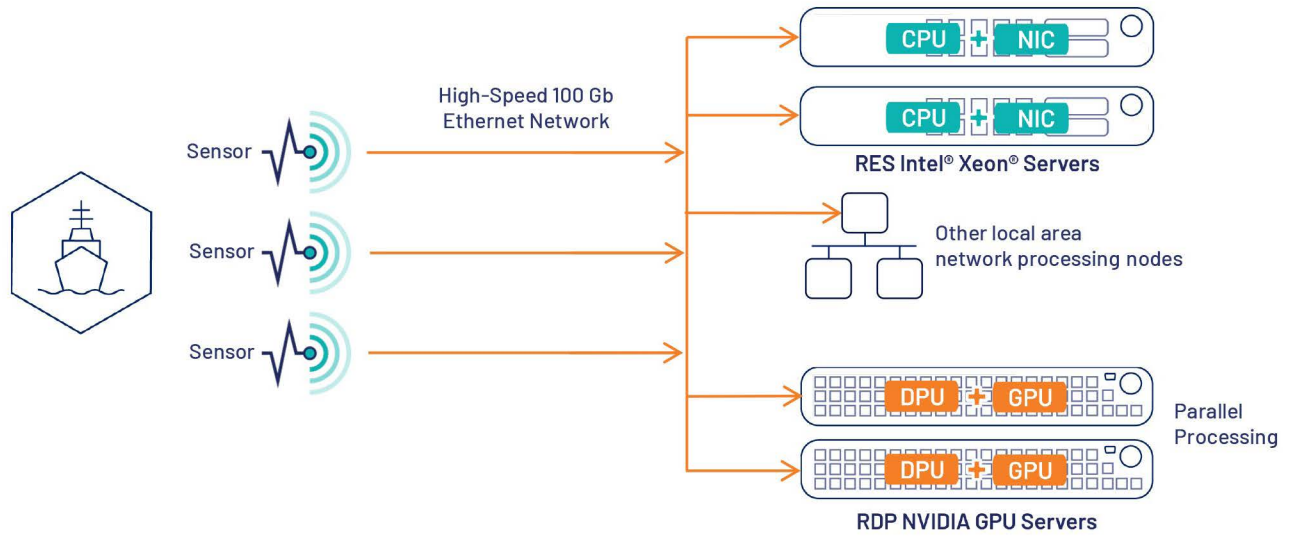 High-Speed 100 Gb
Ethernet Network
Sensor
Sensor
Sensor
CPU + NIC
CPU + NIC
RES Intel® Xeon® Servers
Other local area
network processing nodes
DPU + GPU
DPU + GPU
Parallel
Processing
RDP NVIDIA GPU Servers